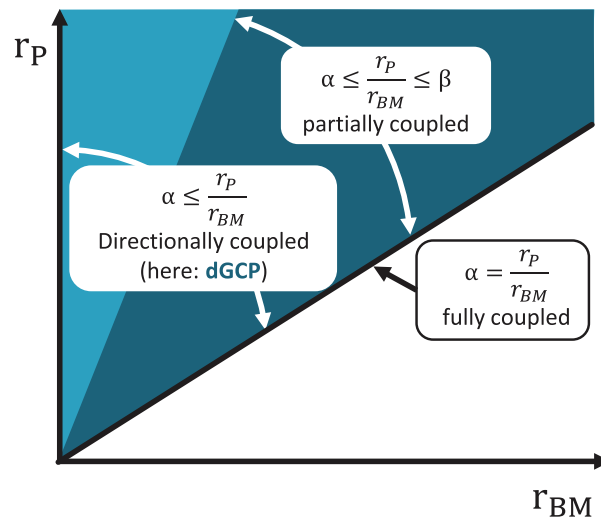 r_P
α ≤ r_P/r_BM ≤ β
partially coupled
α ≤ r_P/r_BM
Directionally coupled
(here: dGCP)
α = r_P/r_BM
fully coupled
r_BM